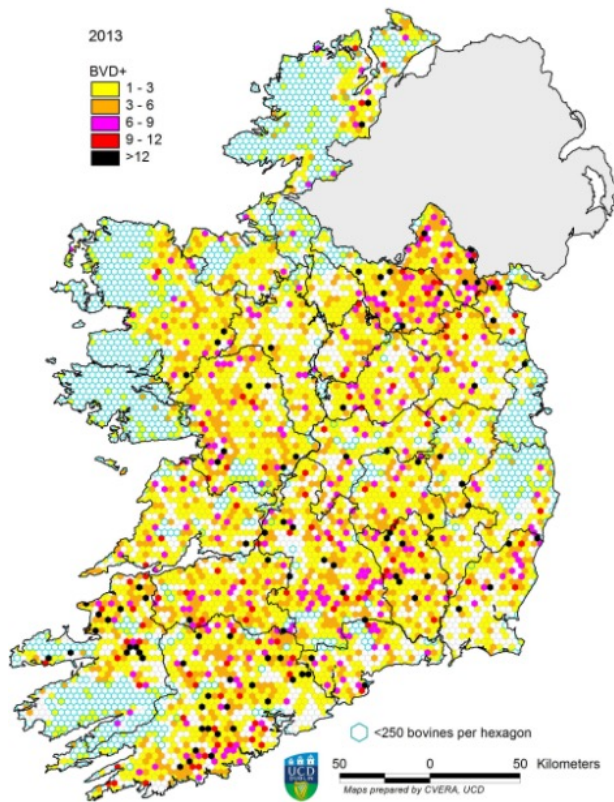 2013
BVD+
1 - 3
3 - 6
6 - 9
9 - 12
>12
<250 bovines per hexagon
UCD
DUBLIN
50 0 50 Kilometers
Maps prepared by CVERA, UCD